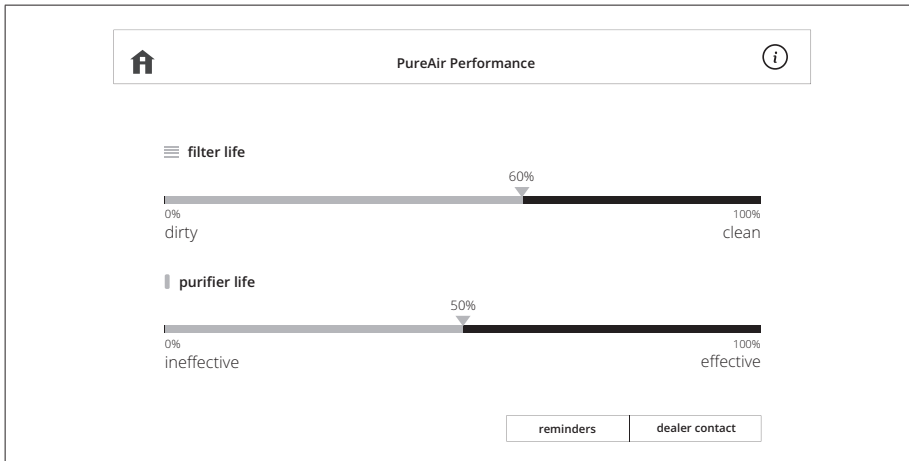 PureAir Performance
i
filter life
60%
0% 100%
dirty clean
purifier life
50%
0% 100%
ineffective effective
reminders dealer contact